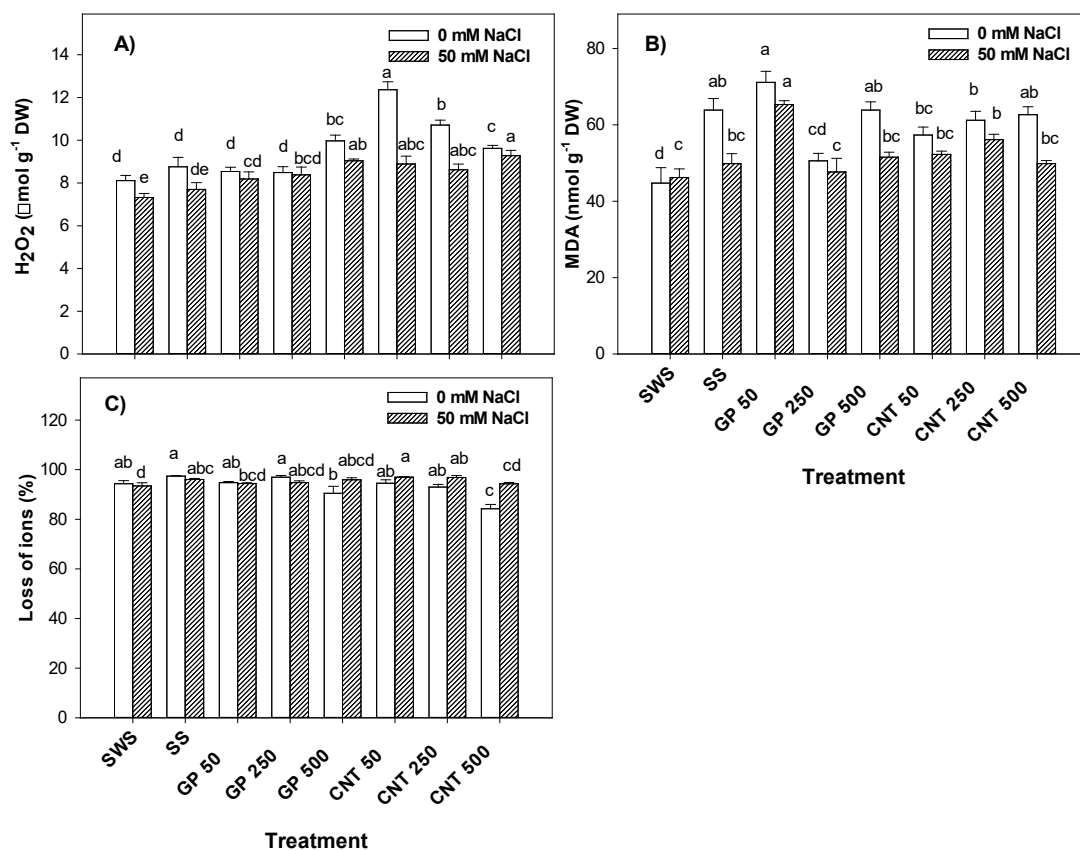 A)
0 mM NaCl
50 mM NaCl
H₂O₂ (□mol g⁻¹ DW)
14
12
10
8
6
4
2
0
d e d de d cd d bcd bc ab a abc b abc c a
B)
0 mM NaCl
50 mM NaCl
MDA (nmol g⁻¹ DW)
80
60
40
20
0
d c ab bc a a cd c ab bc bc bc b b ab bc
SWS SS GP 50 GP 250 GP 500 CNT 50 CNT 250 CNT 500
Treatment
C)
0 mM NaCl
50 mM NaCl
Loss of ions (%)
120
100
80
60
40
20
0
ab d a abc ab bcd a abcd b abcd ab a ab ab c cd
SWS SS GP 50 GP 250 GP 500 CNT 50 CNT 250 CNT 500
Treatment